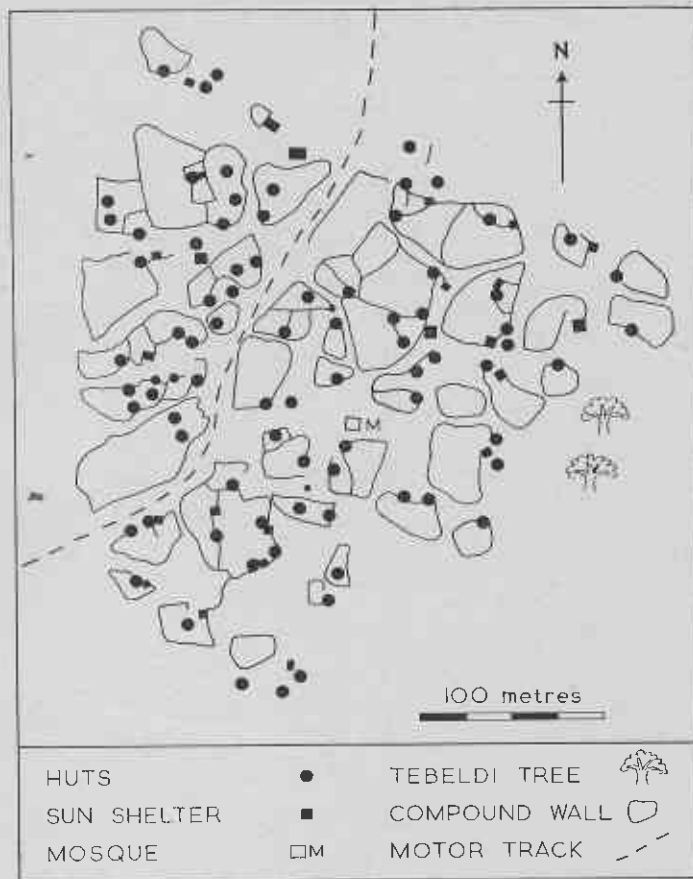 N
M
100 metres
HUTS TEBELDI TREE
SUN SHELTER COMPOUND WALL
MOSQUE M MOTOR TRACK